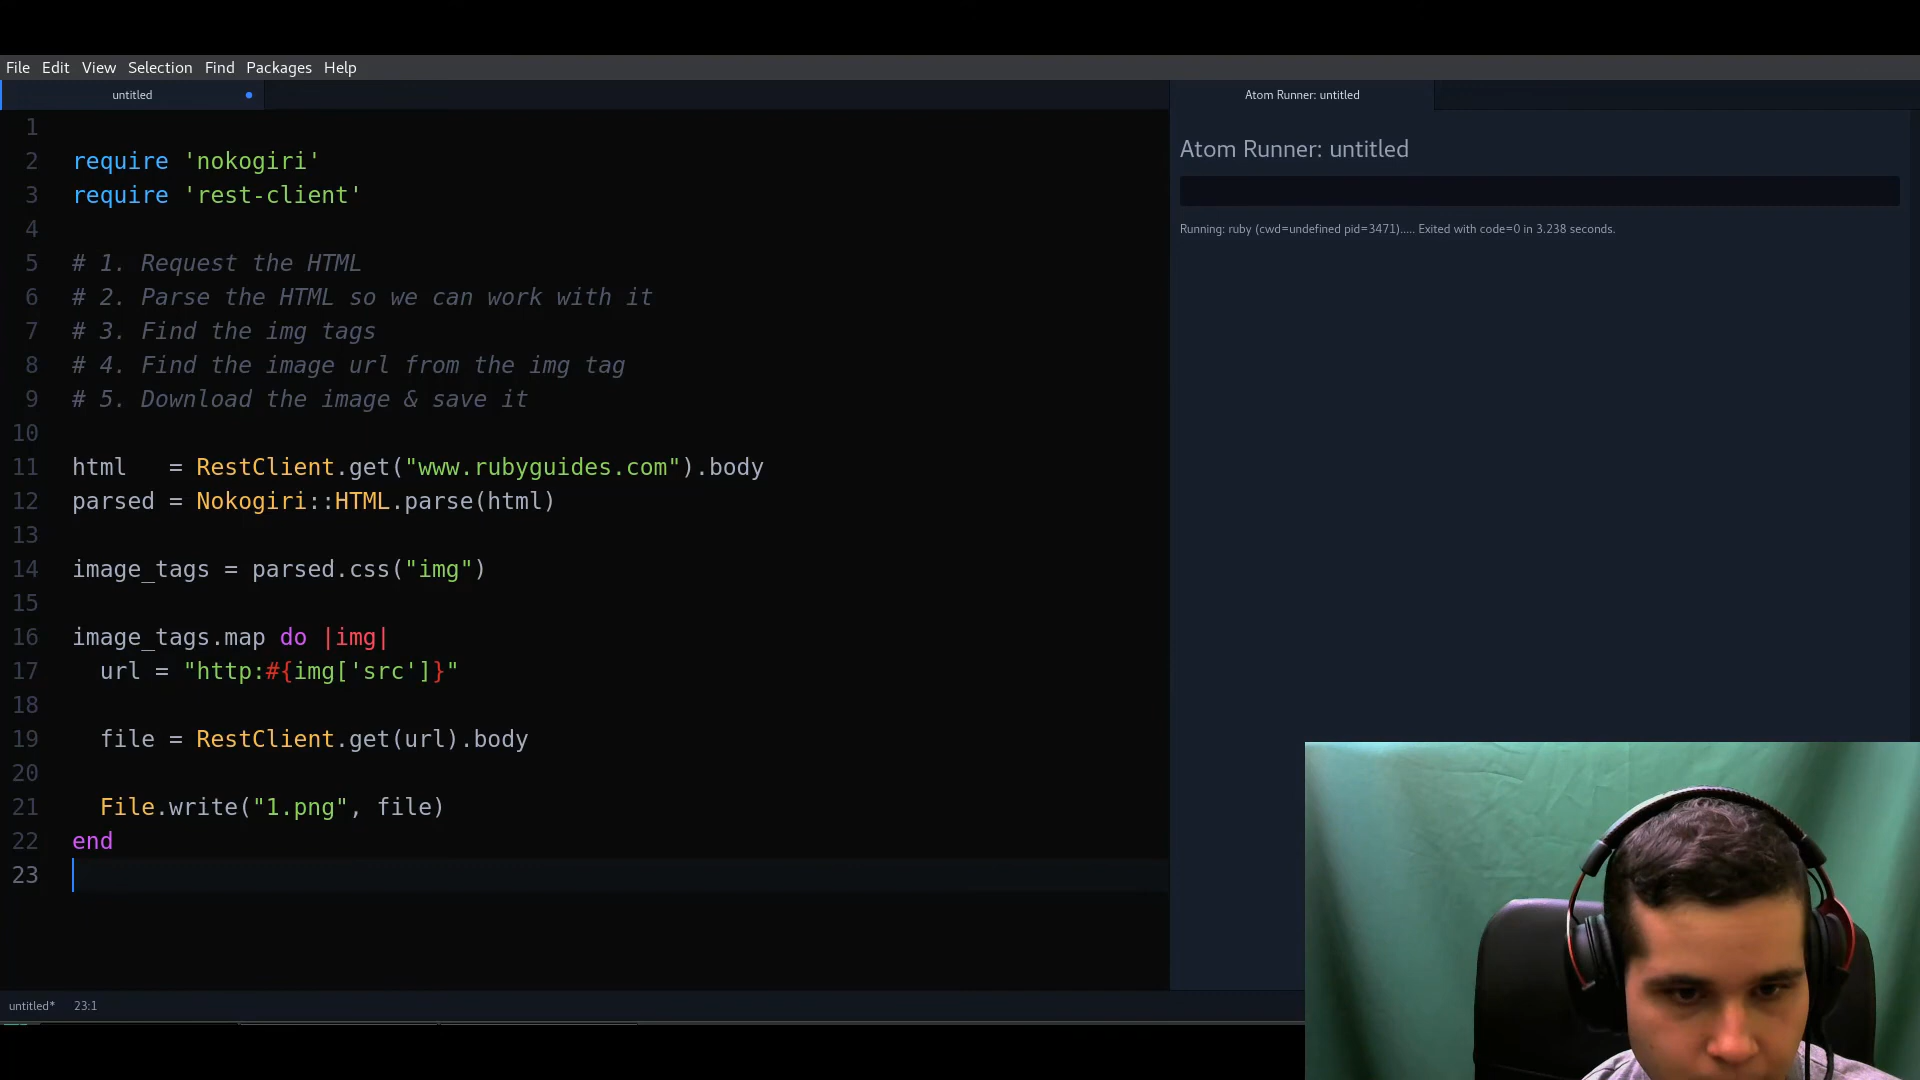 File Edit View Selection Find Packages Help
untitled
Atom Runner: untitled
Atom Runner: untitled
Running: ruby (cwd=undefined pid=3471)..... Exited with code=0 in 3.238 seconds.
1
2 require 'nokogiri'
3 require 'rest-client'
4
5 # 1. Request the HTML
6 # 2. Parse the HTML so we can work with it
7 # 3. Find the img tags
8 # 4. Find the image url from the img tag
9 # 5. Download the image & save it
10
11 html   = RestClient.get("www.rubyguides.com").body
12 parsed = Nokogiri::HTML.parse(html)
13
14 image_tags = parsed.css("img")
15
16 image_tags.map do |img|
17   url = "http:#{img['src']}"
18
19   file = RestClient.get(url).body
20
21   File.write("1.png", file)
22 end
23
untitled* 23:1